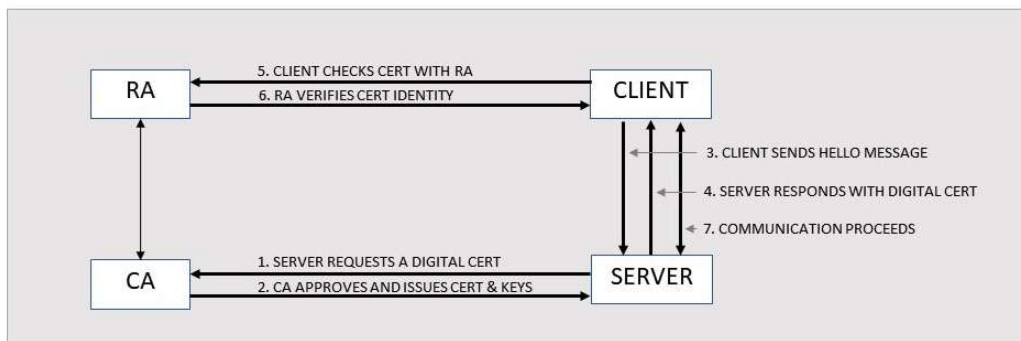 5. CLIENT CHECKS CERT WITH RA
RA
CLIENT
6. RA VERIFIES CERT IDENTITY
3. CLIENT SENDS HELLO MESSAGE
4. SERVER RESPONDS WITH DIGITAL CERT
7. COMMUNICATION PROCEEDS
1. SERVER REQUESTS A DIGITAL CERT
CA
SERVER
2. CA APPROVES AND ISSUES CERT & KEYS